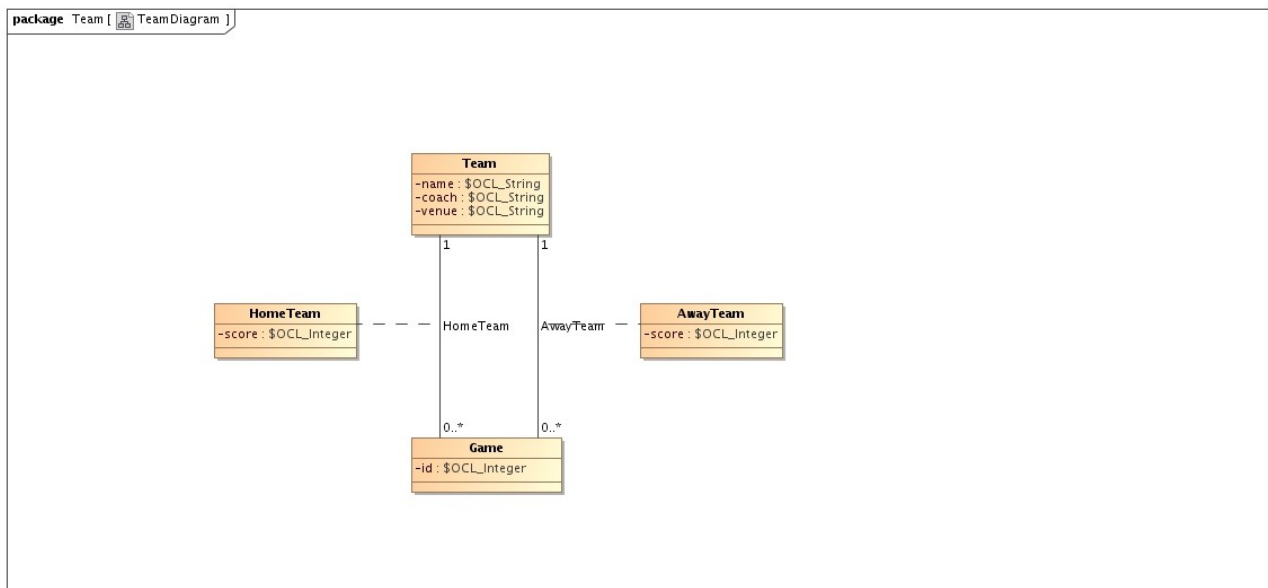 package Team [ TeamDiagram ]
Team
-name : $OCL_String
-coach : $OCL_String
-venue : $OCL_String
1 1
HomeTeam
-score : $OCL_Integer
HomeTeam
AwayTeam
AwayTeam
-score : $OCL_Integer
0..* 0..*
Game
-id : $OCL_Integer